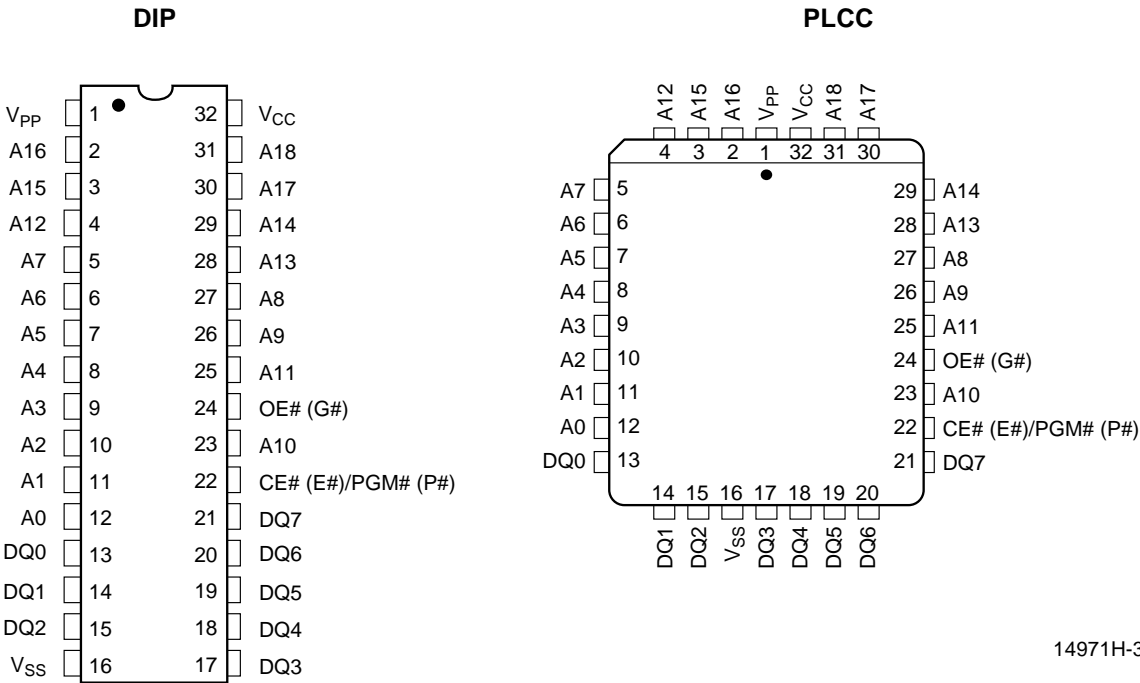 DIP
V_PP 1 32 V_CC
A16 2 31 A18
A15 3 30 A17
A12 4 29 A14
A7 5 28 A13
A6 6 27 A8
A5 7 26 A9
A4 8 25 A11
A3 9 24 OE# (G#)
A2 10 23 A10
A1 11 22 CE# (E#)/PGM# (P#)
A0 12 21 DQ7
DQ0 13 20 DQ6
DQ1 14 19 DQ5
DQ2 15 18 DQ4
V_SS 16 17 DQ3
PLCC
A12 A15 A16 V_PP V_CC A18 A17
4 3 2 1 32 31 30
A7 5 29 A14
A6 6 28 A13
A5 7 27 A8
A4 8 26 A9
A3 9 25 A11
A2 10 24 OE# (G#)
A1 11 23 A10
A0 12 22 CE# (E#)/PGM# (P#)
DQ0 13 21 DQ7
14 15 16 17 18 19 20
DQ1 DQ2 V_SS DQ3 DQ4 DQ5 DQ6
14971H-3